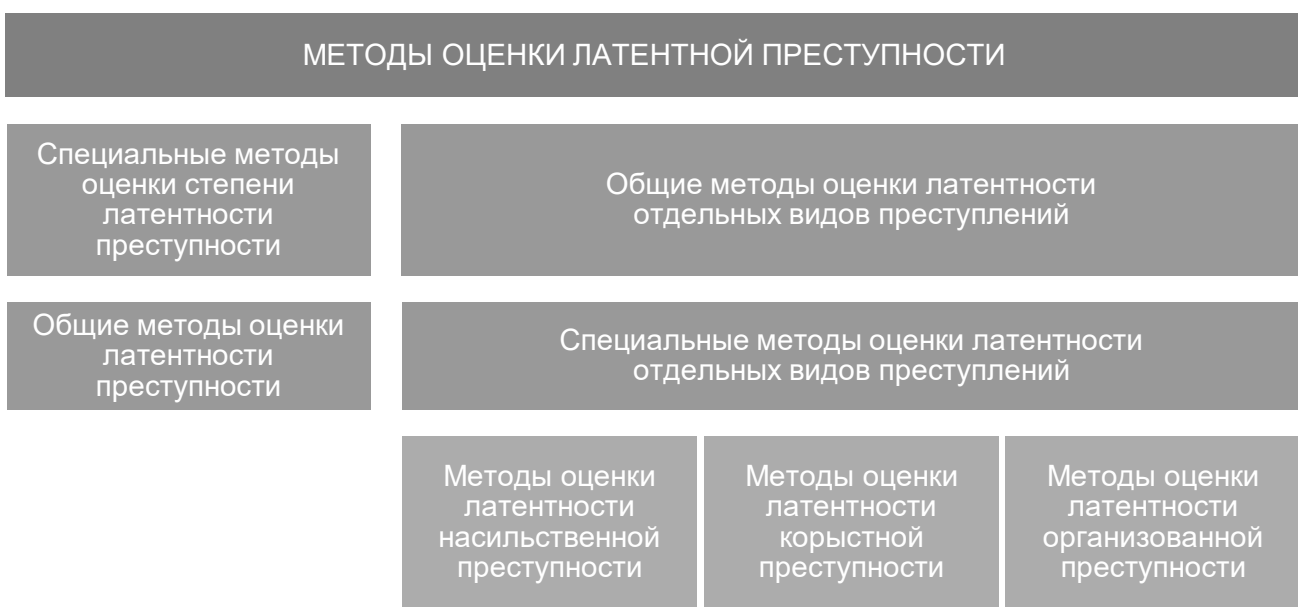 МЕТОДЫ ОЦЕНКИ ЛАТЕНТНОЙ ПРЕСТУПНОСТИ
Специальные методы
оценки степени
латентности
преступности
Общие методы оценки латентности
отдельных видов преступлений
Общие методы оценки
латентности
преступности
Специальные методы оценки латентности
отдельных видов преступлений
Методы оценки
латентности
насильственной
преступности
Методы оценки
латентности
корыстной
преступности
Методы оценки
латентности
организованной
преступности